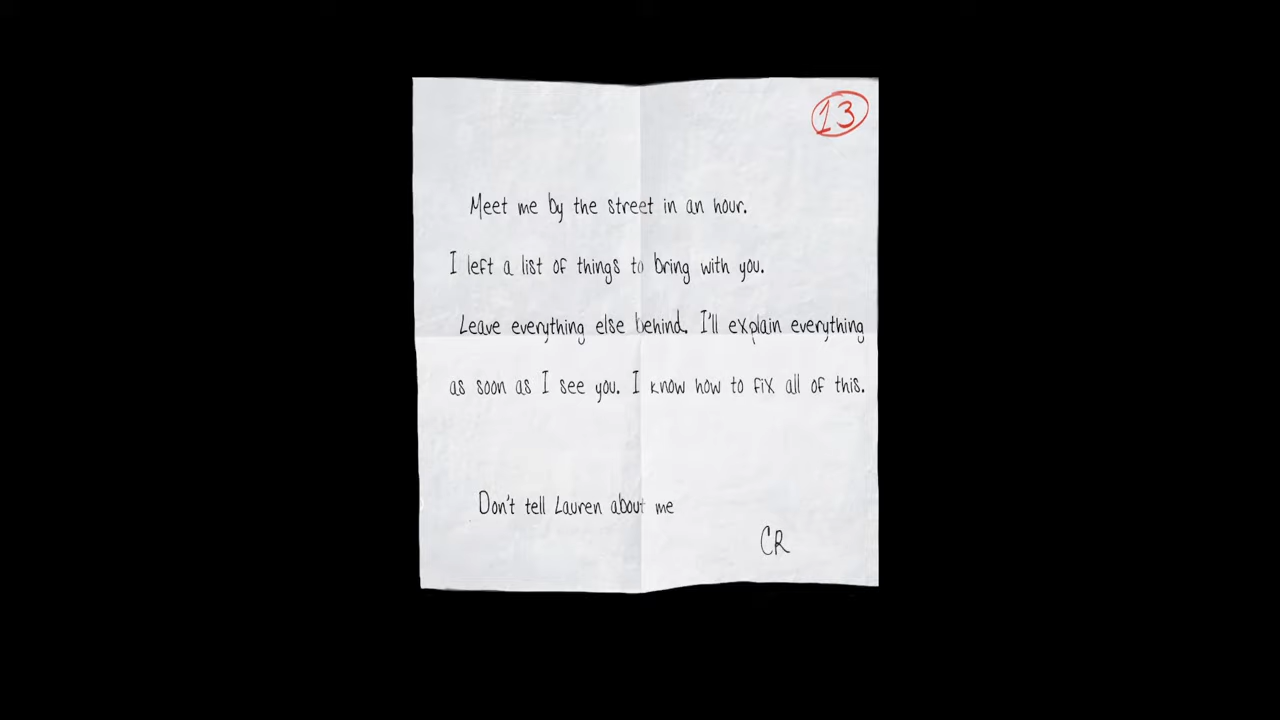 13
Meet me by the street in an hour.
I left a list of things to bring with you.
Leave everything else behind. I'll explain everything
as soon as I see you. I know how to fix all of this.
Don't tell Lauren about me
CR